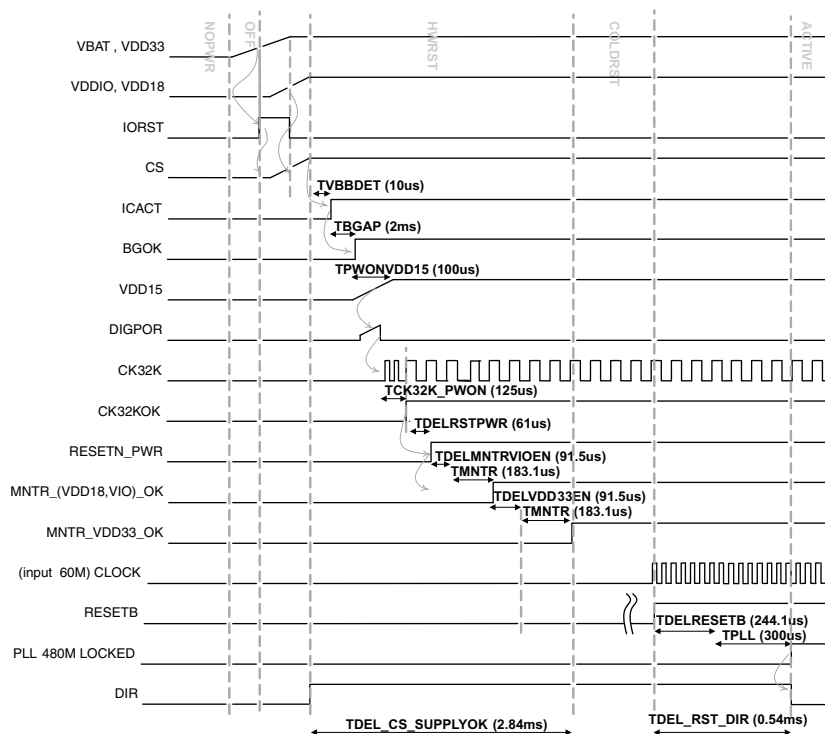 NOPWR
OFF
HWRST
COLDRST
ACTIVE
VBAT , VDD33
VDDIO, VDD18
IORST
CS
TVBBDET (10us)
ICACT
TBGAP (2ms)
BGOK
TPWONVDD15 (100us)
VDD15
DIGPOR
CK32K
TCK32K_PWON (125us)
CK32KOK
TDELRSTPWR (61us)
RESETN_PWR
TDELMNTRVIOEN (91.5us)
TMNTR (183.1us)
MNTR_(VDD18,VIO)_OK
TDELVDD33EN (91.5us)
TMNTR (183.1us)
MNTR_VDD33_OK
(input 60M) CLOCK
RESETB
TDELRESETB (244.1us)
TPLL (300us)
PLL 480M LOCKED
DIR
TDEL_CS_SUPPLYOK (2.84ms)
TDEL_RST_DIR (0.54ms)